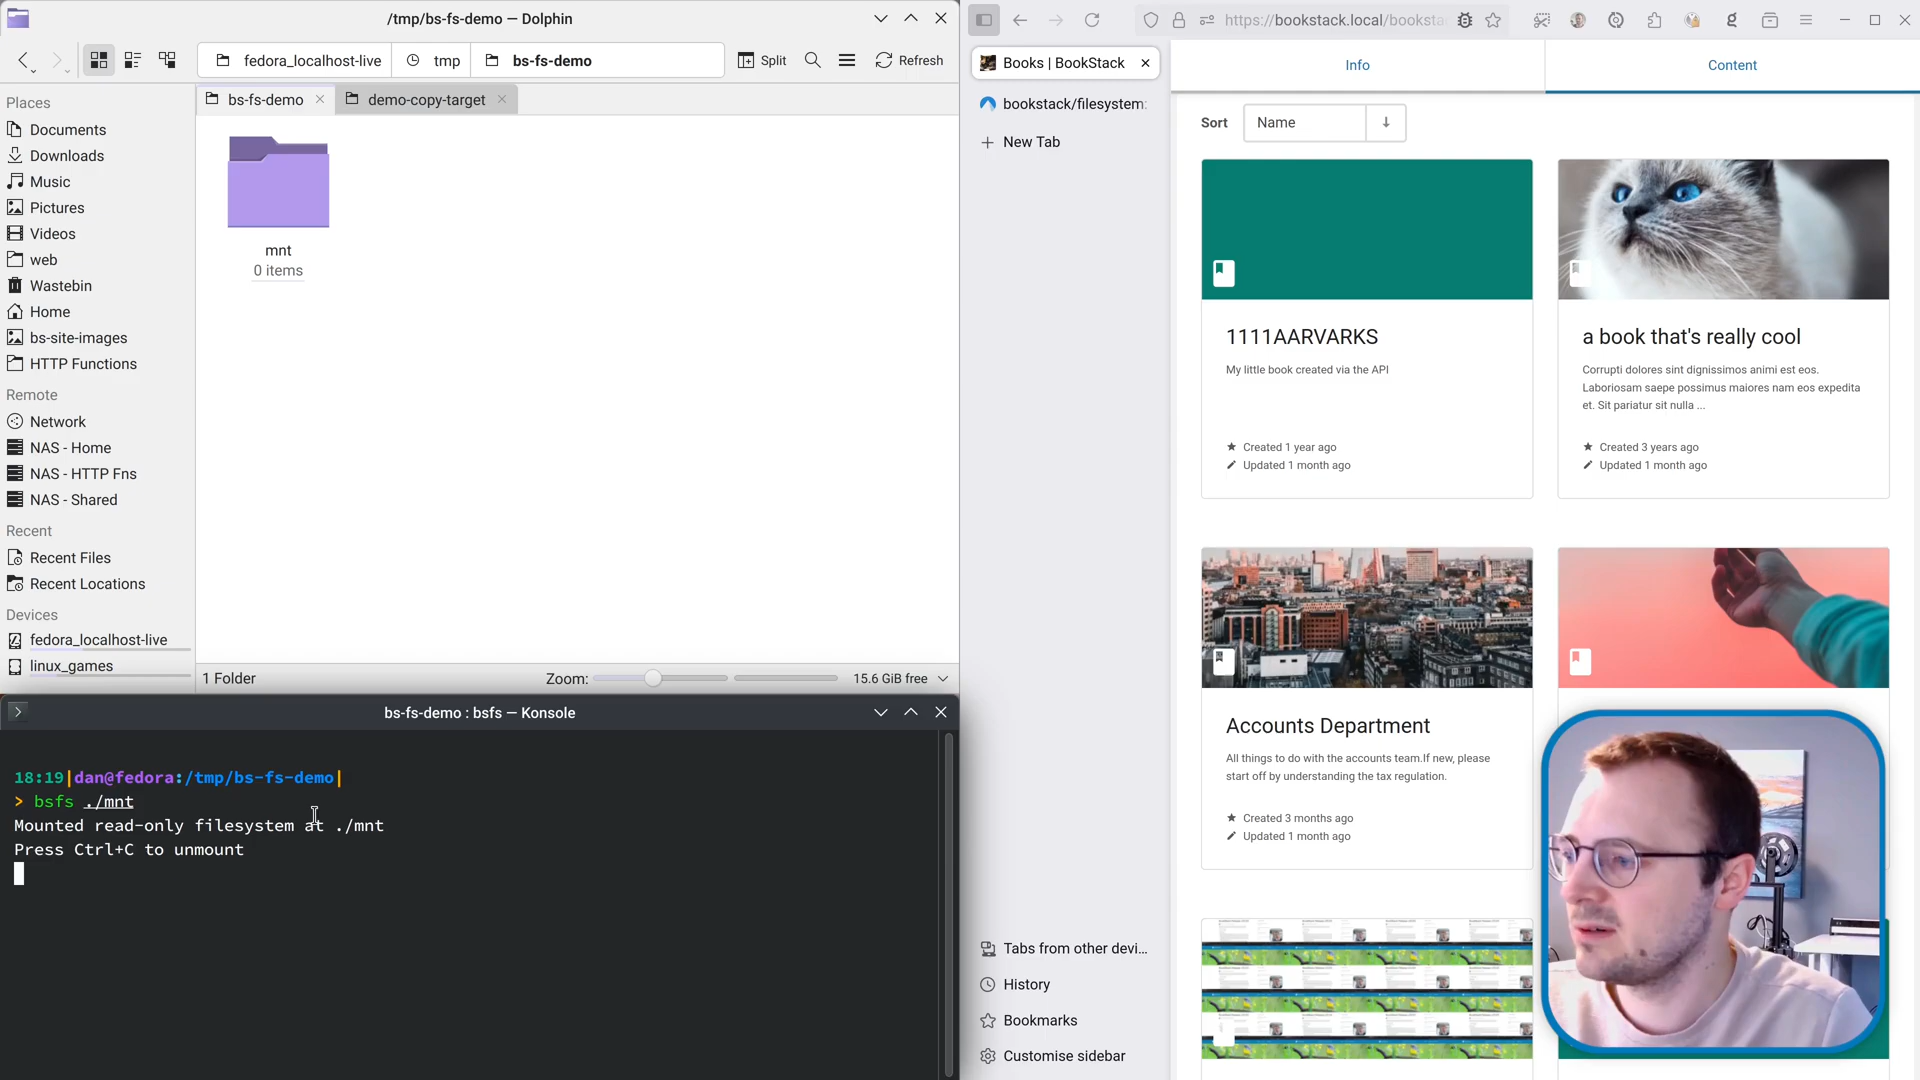 /tmp/bs-fs-demo — Dolphin
fedora_localhost-live
tmp
bs-fs-demo
Split
Refresh
Places
Documents
Downloads
Music
Pictures
Videos
web
Wastebin
Home
bs-site-images
HTTP Functions
Remote
Network
NAS - Home
NAS - HTTP Fns
NAS - Shared
Recent
Recent Files
Recent Locations
Devices
fedora_localhost-live
linux_games
bs-fs-demo
demo-copy-target
mnt
0 items
1 Folder
Zoom:
15.6 GiB free
bs-fs-demo : bsfs — Konsole
18:19|dan@fedora:/tmp/bs-fs-demo|
> bsfs ./mnt
Mounted read-only filesystem at ./mnt
Press Ctrl+C to unmount
https://bookstack.local/booksta
Books | BookStack
bookstack/filesystem:
New Tab
Tabs from other devi...
History
Bookmarks
Customise sidebar
Info
Content
Sort
Name
1111AARVARKS
My little book created via the API
Created 1 year ago
Updated 1 month ago
a book that's really cool
Corrupti dolores sint dignissimos animi est eos.
Laboriosam saepe possimus maiores nam eos expedita
et. Sit pariatur sit nulla ...
Created 3 years ago
Updated 1 month ago
Accounts Department
All things to do with the accounts team.If new, please
start off by understanding the tax regulation.
Created 3 months ago
Updated 1 month ago